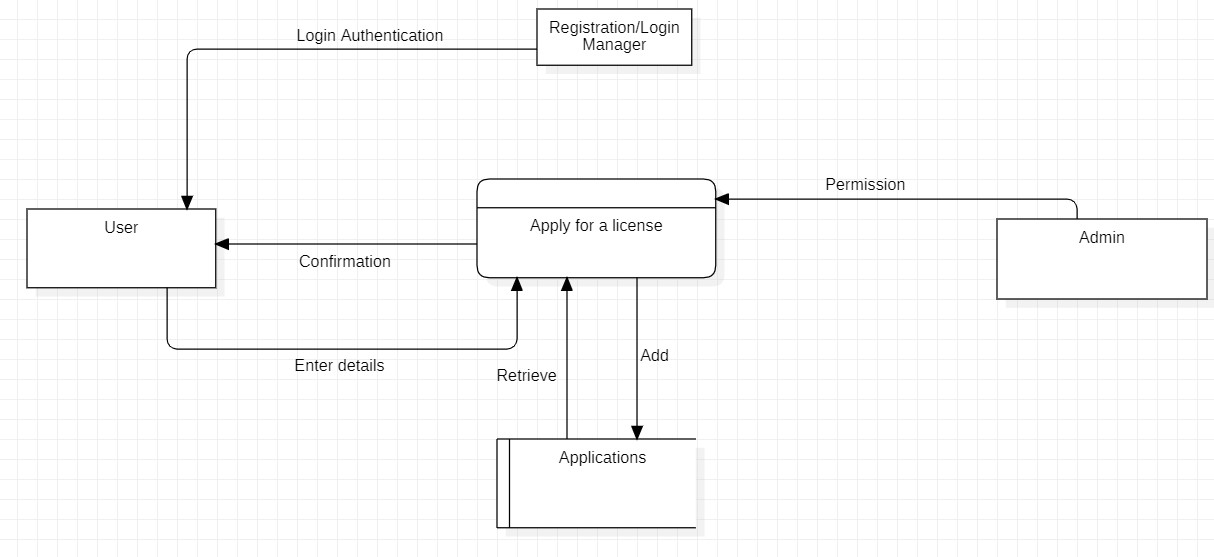 Registration/Login
Manager
Login Authentication
Permission
User
Apply for a license
Admin
Confirmation
Enter details
Retrieve
Add
Applications